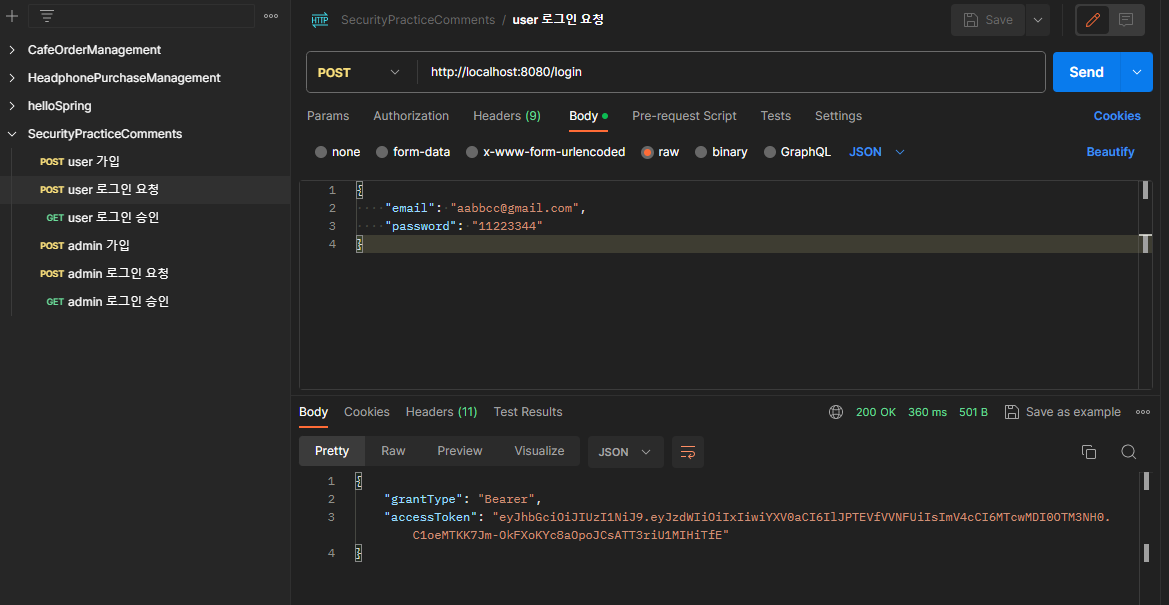 SecurityPracticeComments / user 로그인 요청
Save
CafeOrderManagement
HeadphonePurchaseManagement
helloSpring
SecurityPracticeComments
POST user 가입
POST user 로그인 요청
GET user 로그인 승인
POST admin 가입
POST admin 로그인 요청
GET admin 로그인 승인
HTTP
POST
http://localhost:8080/login
Send
Params Authorization Headers (9) Body Pre-request Script Tests Settings Cookies
none form-data x-www-form-urlencoded raw binary GraphQL JSON Beautify
1 {
2 "email": "aabbcc@gmail.com",
3 "password": "11223344"
4 }
Body Cookies Headers (11) Test Results 200 OK 360 ms 501 B Save as example
Pretty Raw Preview Visualize JSON
1 {
2 "grantType": "Bearer",
3 "accessToken": "eyJhbGciOiJIUzI1NiJ9.eyJzdWIiOiIxIiwiYXV0aCI6IlJPTEVfVVNFUiIsImV4cCI6MTcwMDI0OTM3NH0.
C1oeMTKK7Jm-OkFXoKYc8aOpoJCsATT3riU1MIHiTfE"
4 }